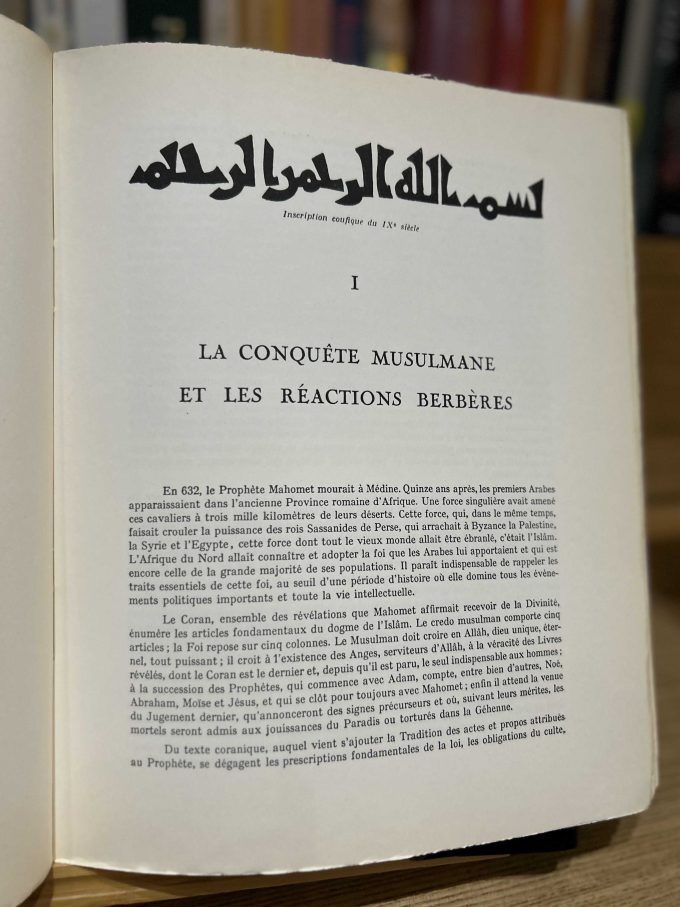 بسم الله الرحمن الرحيم
Inscription coufique du IXe siècle
I
LA CONQUÊTE MUSULMANE
ET LES RÉACTIONS BERBÈRES
En 632, le Prophète Mahomet mourait à Médine. Quinze ans après, les premiers Arabes
apparaissaient dans l'ancienne Province romaine d'Afrique. Une force singulière avait amené
ces cavaliers à trois mille kilomètres de leurs déserts. Cette force, qui, dans le même temps,
faisait crouler la puissance des rois Sassanides de Perse, qui arrachait à Byzance la Palestine,
la Syrie et l'Egypte, cette force dont tout le vieux monde allait être ébranlé, c'était l'Islâm.
L'Afrique du Nord allait connaître et adopter la foi que les Arabes lui apportaient et qui est
encore celle de la grande majorité de ses populations. Il paraît indispensable de rappeler les
traits essentiels de cette foi, au seuil d'une période d'histoire où elle domine tous les événe-
ments politiques importants et toute la vie intellectuelle.
Le Coran, ensemble des révélations que Mahomet affirmait recevoir de la Divinité,
énumère les articles fondamentaux du dogme de l'Islâm. Le credo musulman comporte cinq
articles ; la Foi repose sur cinq colonnes. Le Musulman doit croire en Allâh, dieu unique, éter-
nel, tout puissant ; il croit à l'existence des Anges, serviteurs d'Allâh, à la véracité des Livres
révélés, dont le Coran est le dernier et, depuis qu'il est paru, le seul indispensable aux hommes ;
à la succession des Prophètes, qui commence avec Adam, compte, entre bien d'autres, Noé,
Abraham, Moïse et Jésus, et qui se clôt pour toujours avec Mahomet ; enfin il attend la venue
du Jugement dernier, qu'annonceront des signes précurseurs et où, suivant leurs mérites, les
mortels seront admis aux jouissances du Paradis ou torturés dans la Géhenne.
Du texte coranique, auquel vient s'ajouter la Tradition des actes et propos attribués
au Prophète, se dégagent les prescriptions fondamentales de la loi, les obligations du culte,